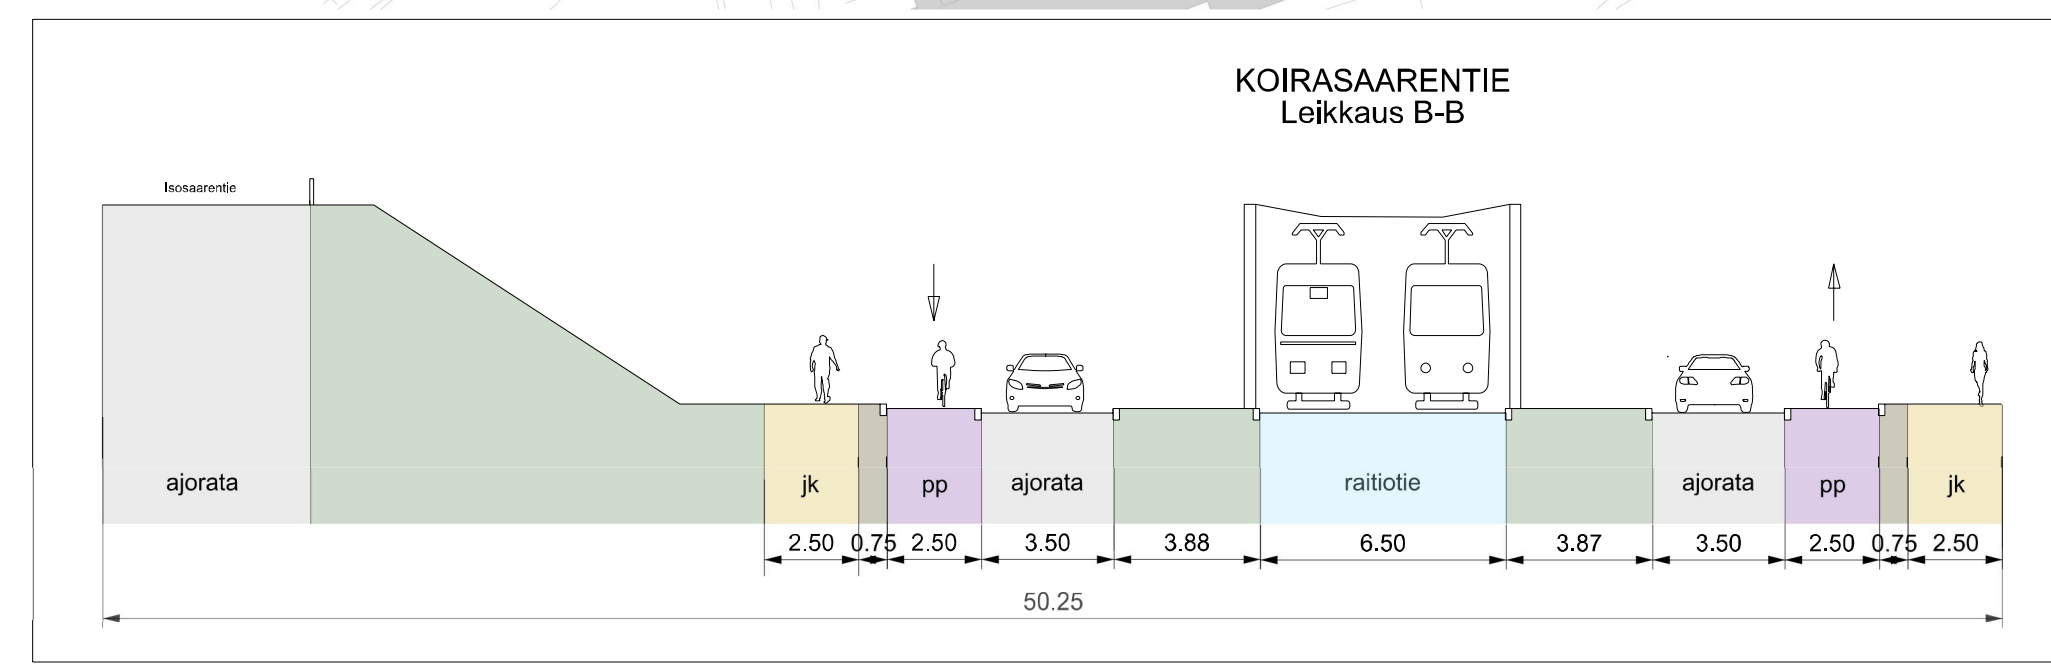 KOIRASAARENTIE
Leikkaus B-B
Isosaarentie
ajorata jk pp ajorata raitiotie ajorata pp jk
2.50 0.75 2.50 3.50 3.88 6.50 3.87 3.50 2.50 0.75 2.50
50.25